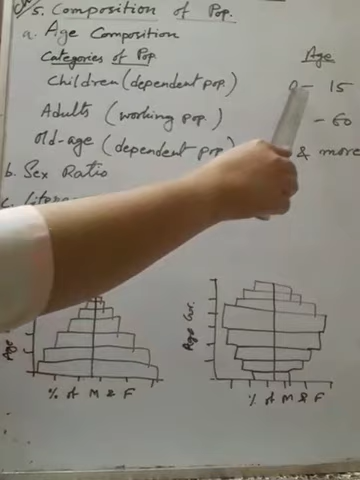 5. Composition of Pop.
a. Age Composition
Categories of Pop. Age
Children (dependent pop.) 0 - 15
Adults (working pop.) - 60
Old-age (dependent pop) & more
b. Sex Ratio
c.
Age
% of M & F
Age Gr.
% of M & F